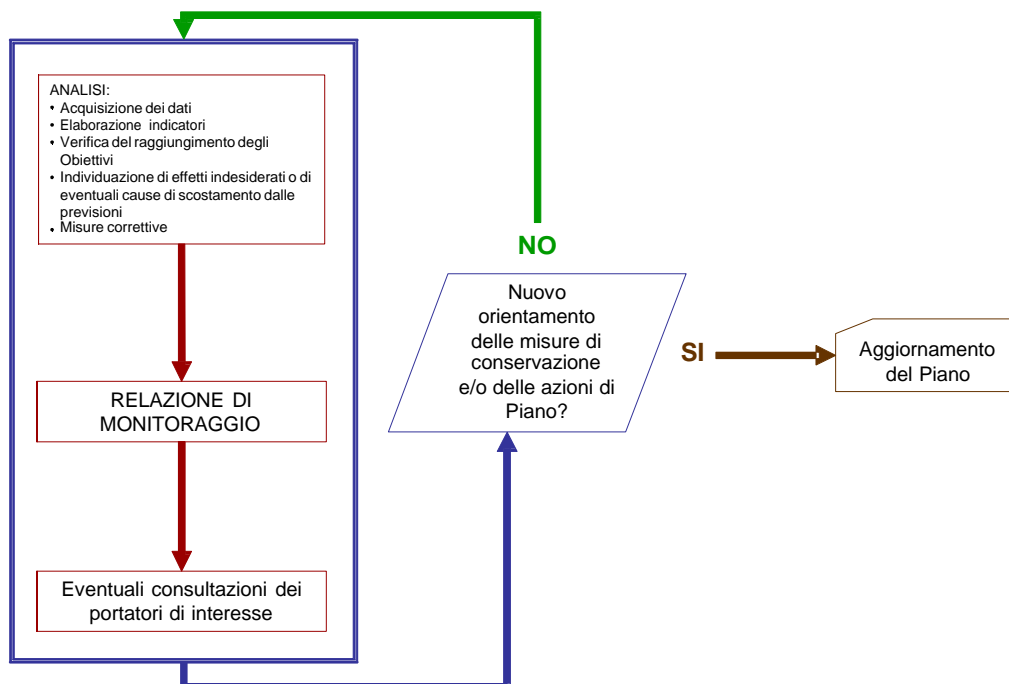 ANALISI:
• Acquisizione dei dati
• Elaborazione indicatori
• Verifica del raggiungimento degli
Obiettivi
• Individuazione di effetti indesiderati o di
eventuali cause di scostamento dalle
previsioni
• Misure correttive
RELAZIONE DI
MONITORAGGIO
Eventuali consultazioni dei
portatori di interesse
NO
Nuovo
orientamento
delle misure di
conservazione
e/o delle azioni di
Piano?
SI
Aggiornamento
del Piano